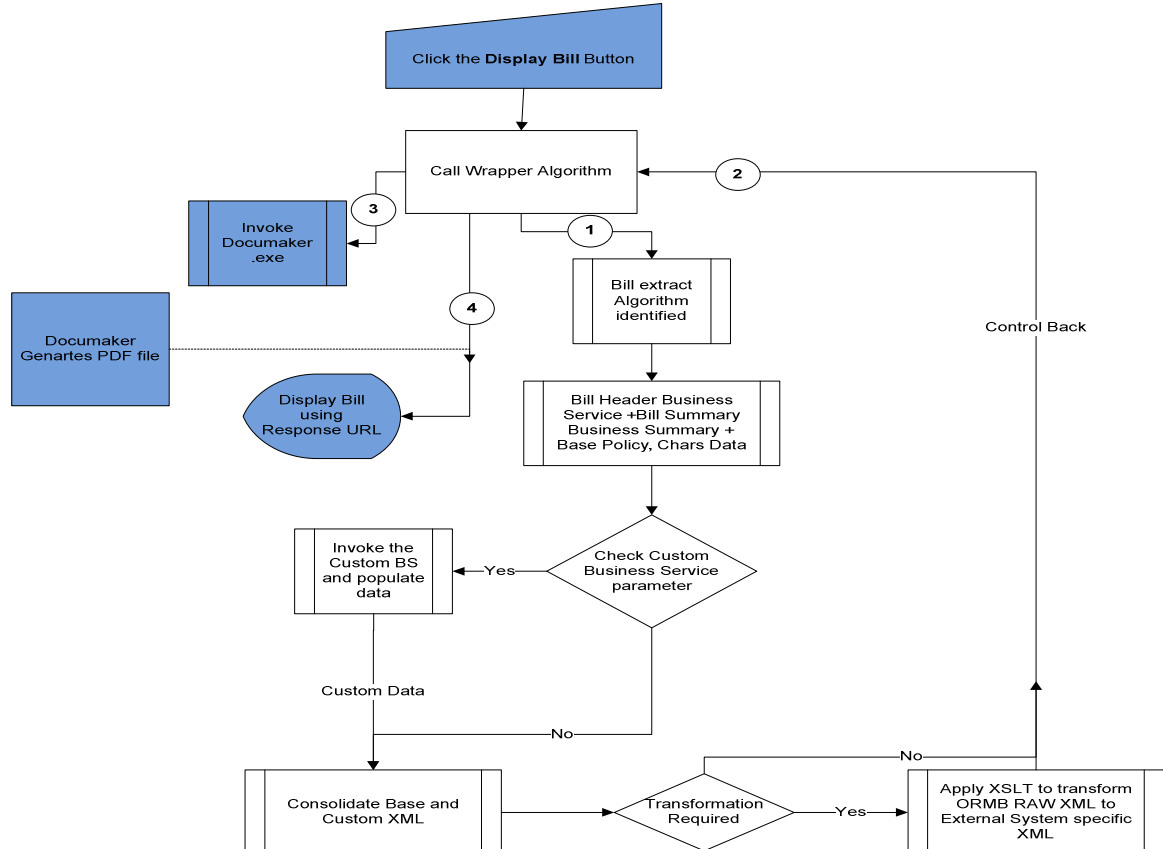 Click the Display Bill Button
Call Wrapper Algorithm
2
3
Invoke
Documaker
.exe
1
Bill extract
Algorithm
identified
4
Control Back
Documaker
Genartes PDF file
Display Bill
using
Response URL
Bill Header Business
Service +Bill Summary
Business Summary +
Base Policy, Chars Data
Check Custom
Business Service
parameter
Yes
Invoke the
Custom BS
and populate
data
Custom Data
No
No
Consolidate Base and
Custom XML
Transformation
Required
Yes
Apply XSLT to transform
ORMB RAW XML to
External System specific
XML